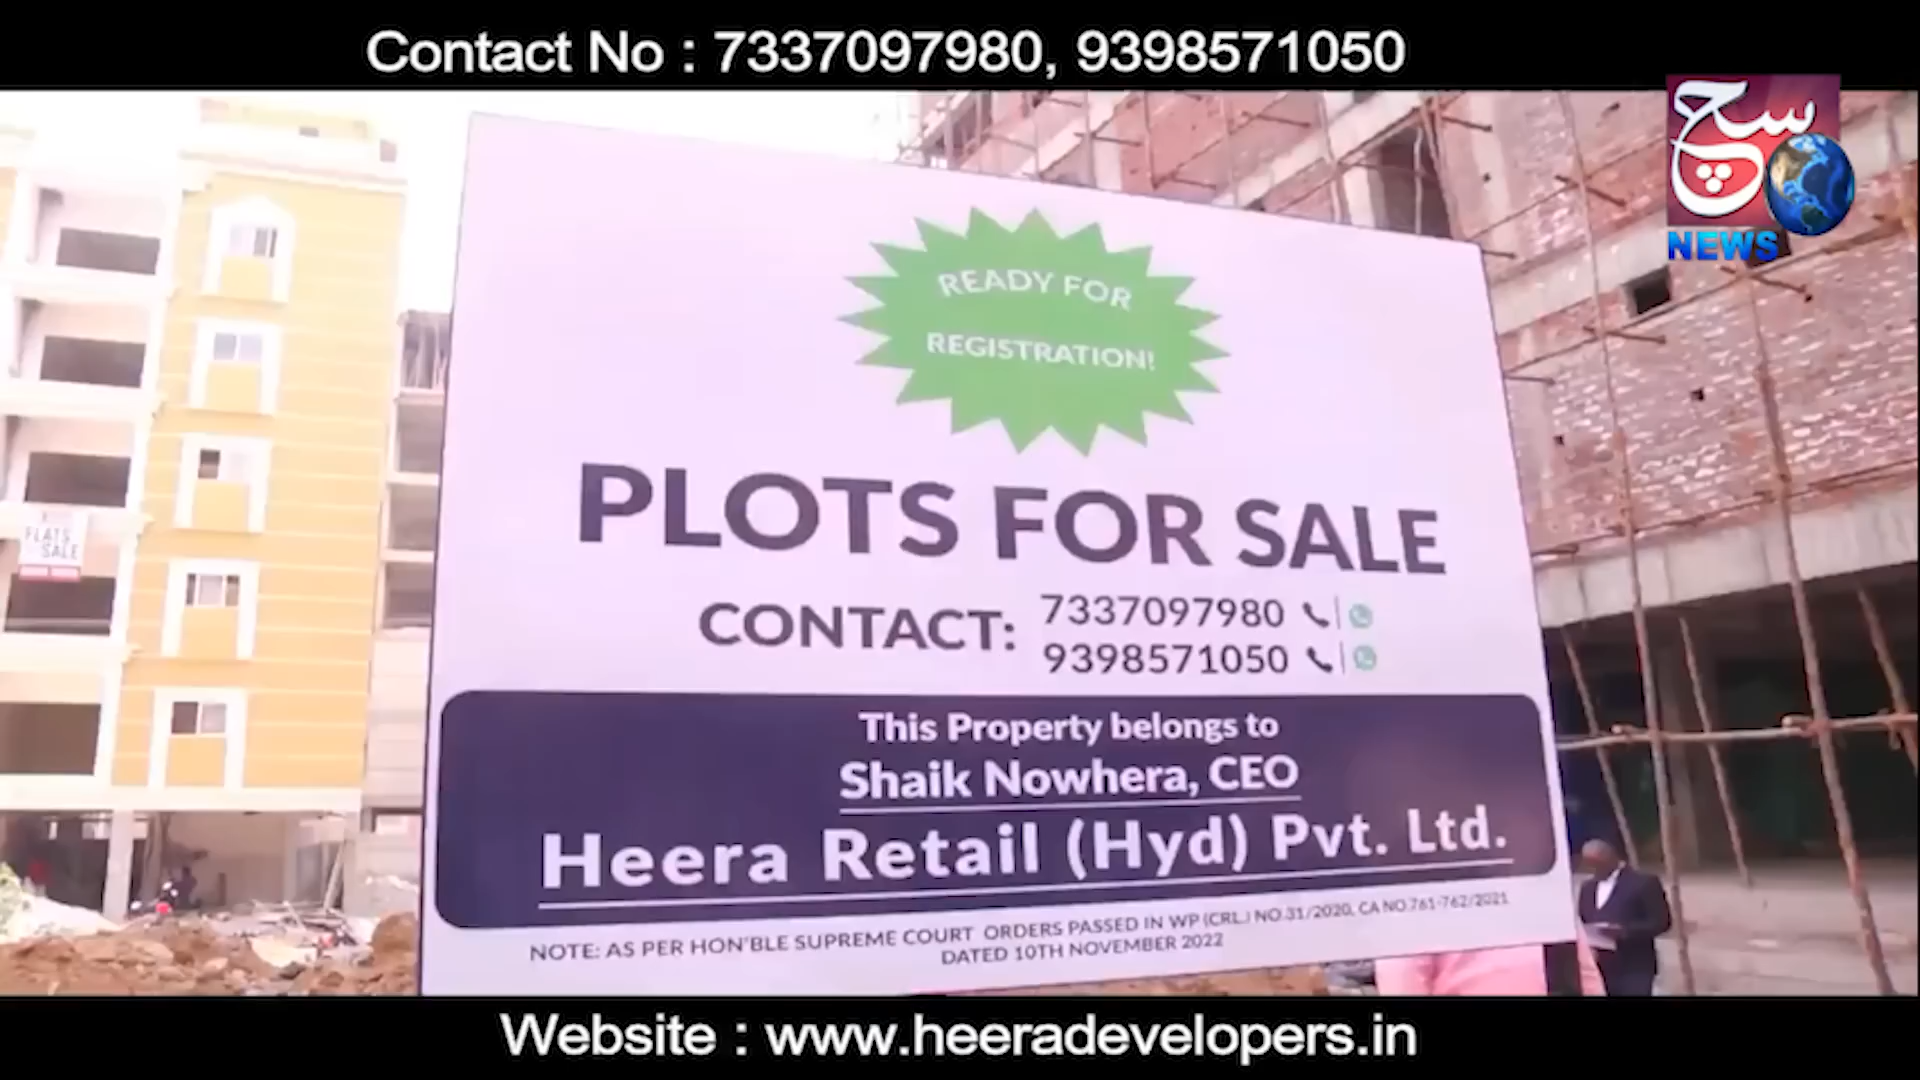 Contact No : 7337097980, 9398571050
سچ
NEWS
READY FOR
REGISTRATION!
PLOTS FOR SALE
CONTACT:
7337097980
9398571050
FLATS
SALE
This Property belongs to
Shaik Nowhera, CEO
Heera Retail (Hyd) Pvt. Ltd.
NOTE: AS PER HON'BLE SUPREME COURT ORDERS PASSED IN WP (CRL.) NO.31/2020, CA NO.761-762/2021
DATED 10TH NOVEMBER 2022
Website : www.heeradevelopers.in